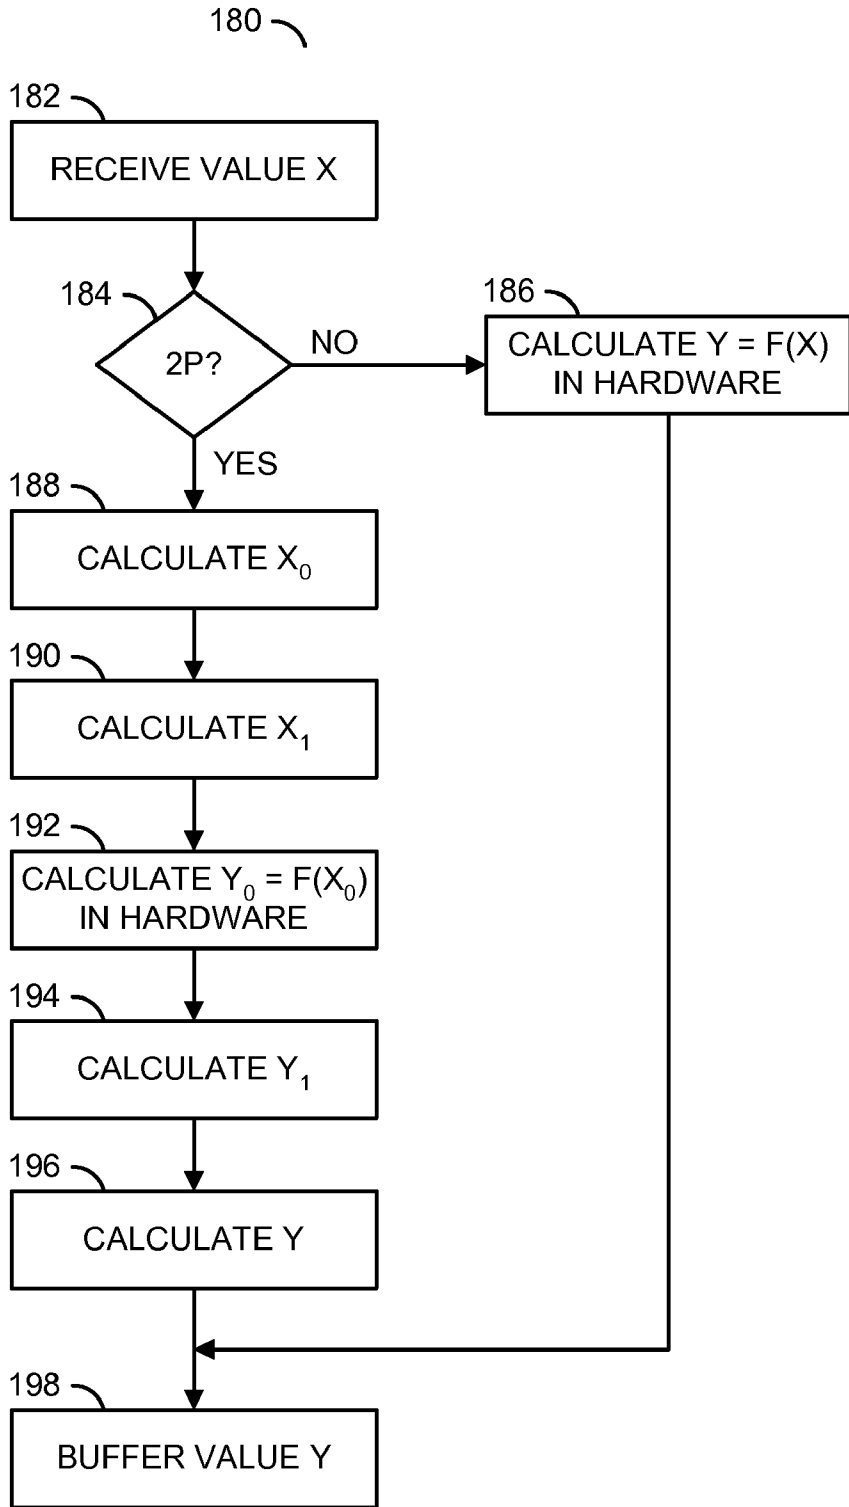 180
182
RECEIVE VALUE X
184
2P?
NO
186
CALCULATE Y = F(X)
IN HARDWARE
YES
188
CALCULATE X₀
190
CALCULATE X₁
192
CALCULATE Y₀ = F(X₀)
IN HARDWARE
194
CALCULATE Y₁
196
CALCULATE Y
198
BUFFER VALUE Y